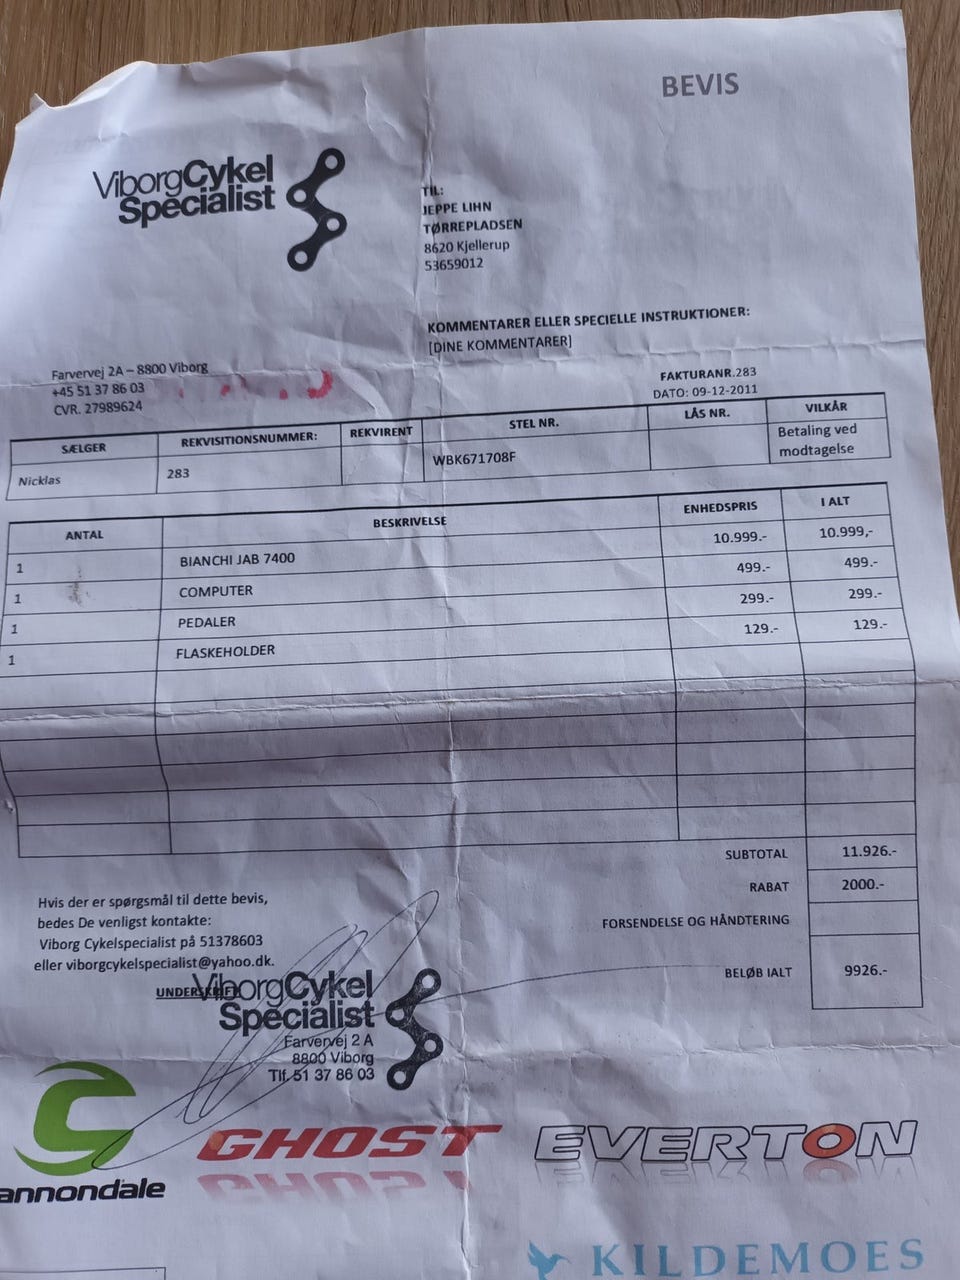 BEVIS
ViborgCykel
Specialist
TIL:
JEPPE LIHN
TØRREPLADSEN
8620 Kjellerup
53659012
KOMMENTARER ELLER SPECIELLE INSTRUKTIONER:
[DINE KOMMENTARER]
Farvervej 2A – 8800 Viborg
+45 51 37 86 03
CVR. 27989624
FAKTURANR.283
DATO: 09-12-2011
SÆLGER REKVISITIONSNUMMER: REKVIRENT STEL NR. LÅS NR. VILKÅR
Nicklas 283 WBK671708F Betaling ved
modtagelse
ANTAL BESKRIVELSE ENHEDSPRIS I ALT
1 BIANCHI JAB 7400 10.999.- 10.999,-
1 COMPUTER 499.- 499.-
1 PEDALER 299.- 299.-
1 FLASKEHOLDER 129.- 129.-
SUBTOTAL 11.926.-
RABAT 2000.-
FORSENDELSE OG HÅNDTERING
BELØB IALT 9926.-
Hvis der er spørgsmål til dette bevis,
bedes De venligst kontakte:
Viborg Cykelspecialist på 51378603
eller viborgcykelspecialist@yahoo.dk.
UNDERSKRIFT
ViborgCykel
Specialist
Farvervej 2 A
8800 Viborg
Tlf. 51 37 86 03
annondale
GHOST
EVERTON
KILDEMOES